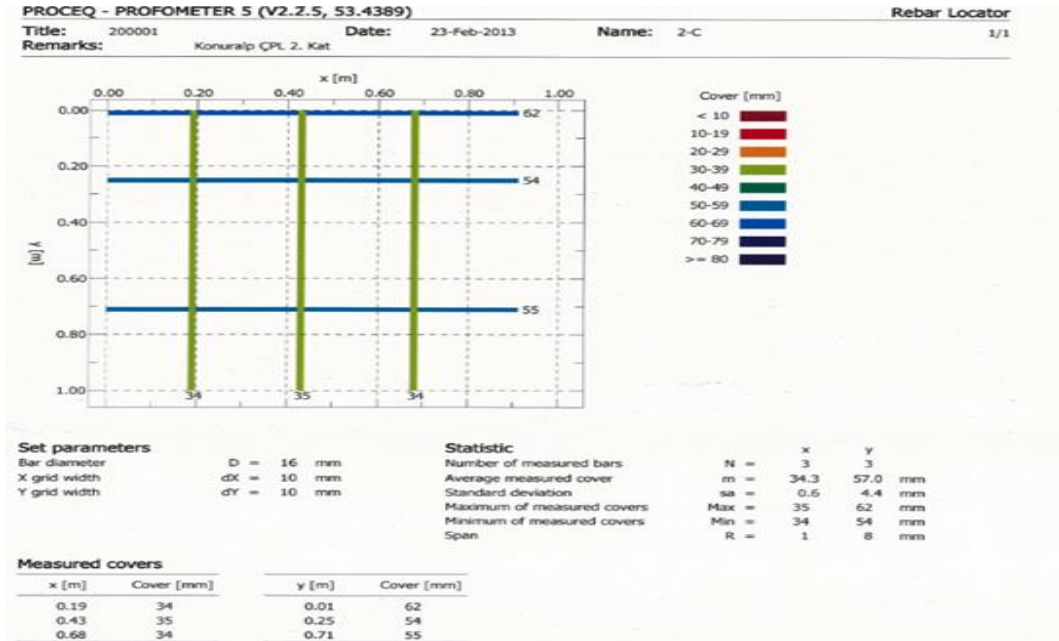 PROCEQ - PROFOMETER 5 (V2.2.5, 53.4389) Rebar Locator
Title: 200001 Date: 23-Feb-2013 Name: 2-C 1/1
Remarks: Konuralp ÇPL 2. Kat
x [m]
0.00 0.20 0.40 0.60 0.80 1.00
0.00
0.20
0.40
0.60
0.80
1.00
Y [m]
62
54
55
34 35 34
Cover [mm]
< 10
10-19
20-29
30-39
40-49
50-59
60-69
70-79
>= 80
Set parameters
Bar diameter D = 16 mm
X grid width dX = 10 mm
Y grid width dY = 10 mm
Statistic x y
Number of measured bars N = 3 3
Average measured cover m = 34.3 57.0 mm
Standard deviation sa = 0.6 4.4 mm
Maximum of measured covers Max = 35 62 mm
Minimum of measured covers Min = 34 54 mm
Span R = 1 8 mm
Measured covers
x [m] Cover [mm]
0.19 34
0.43 35
0.68 34
y [m] Cover [mm]
0.01 62
0.25 54
0.71 55